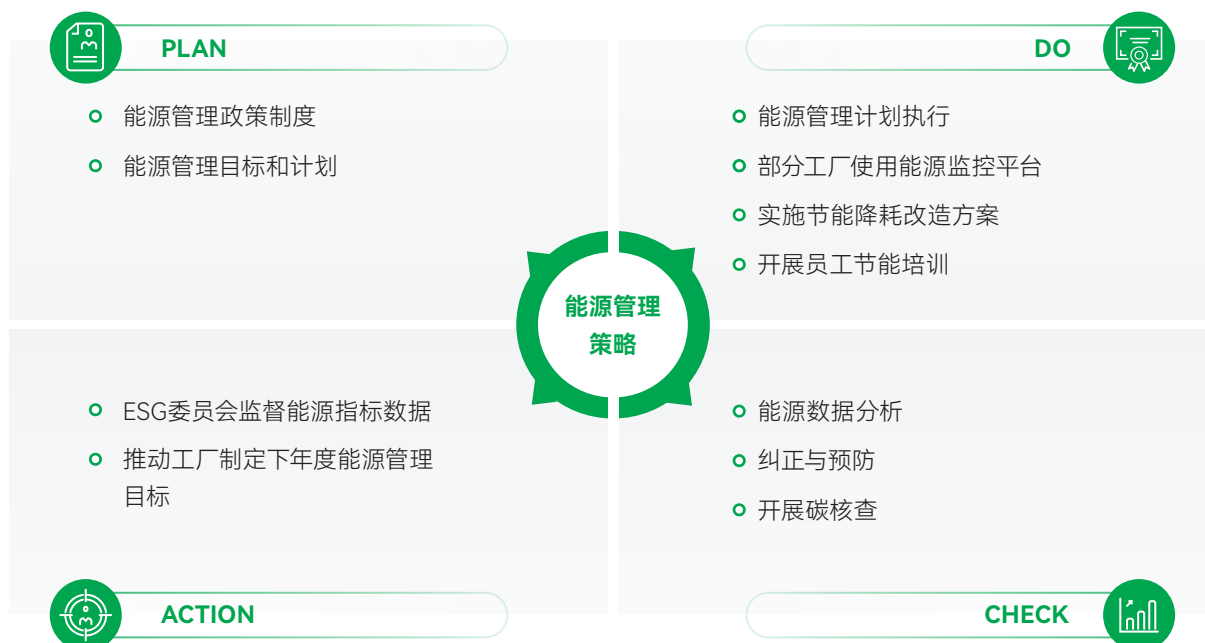 PLAN
能源管理政策制度
能源管理目标和计划
DO
能源管理计划执行
部分工厂使用能源监控平台
实施节能降耗改造方案
开展员工节能培训
能源管理
策略
ESG委员会监督能源指标数据
推动工厂制定下年度能源管理
目标
ACTION
能源数据分析
纠正与预防
开展碳核查
CHECK